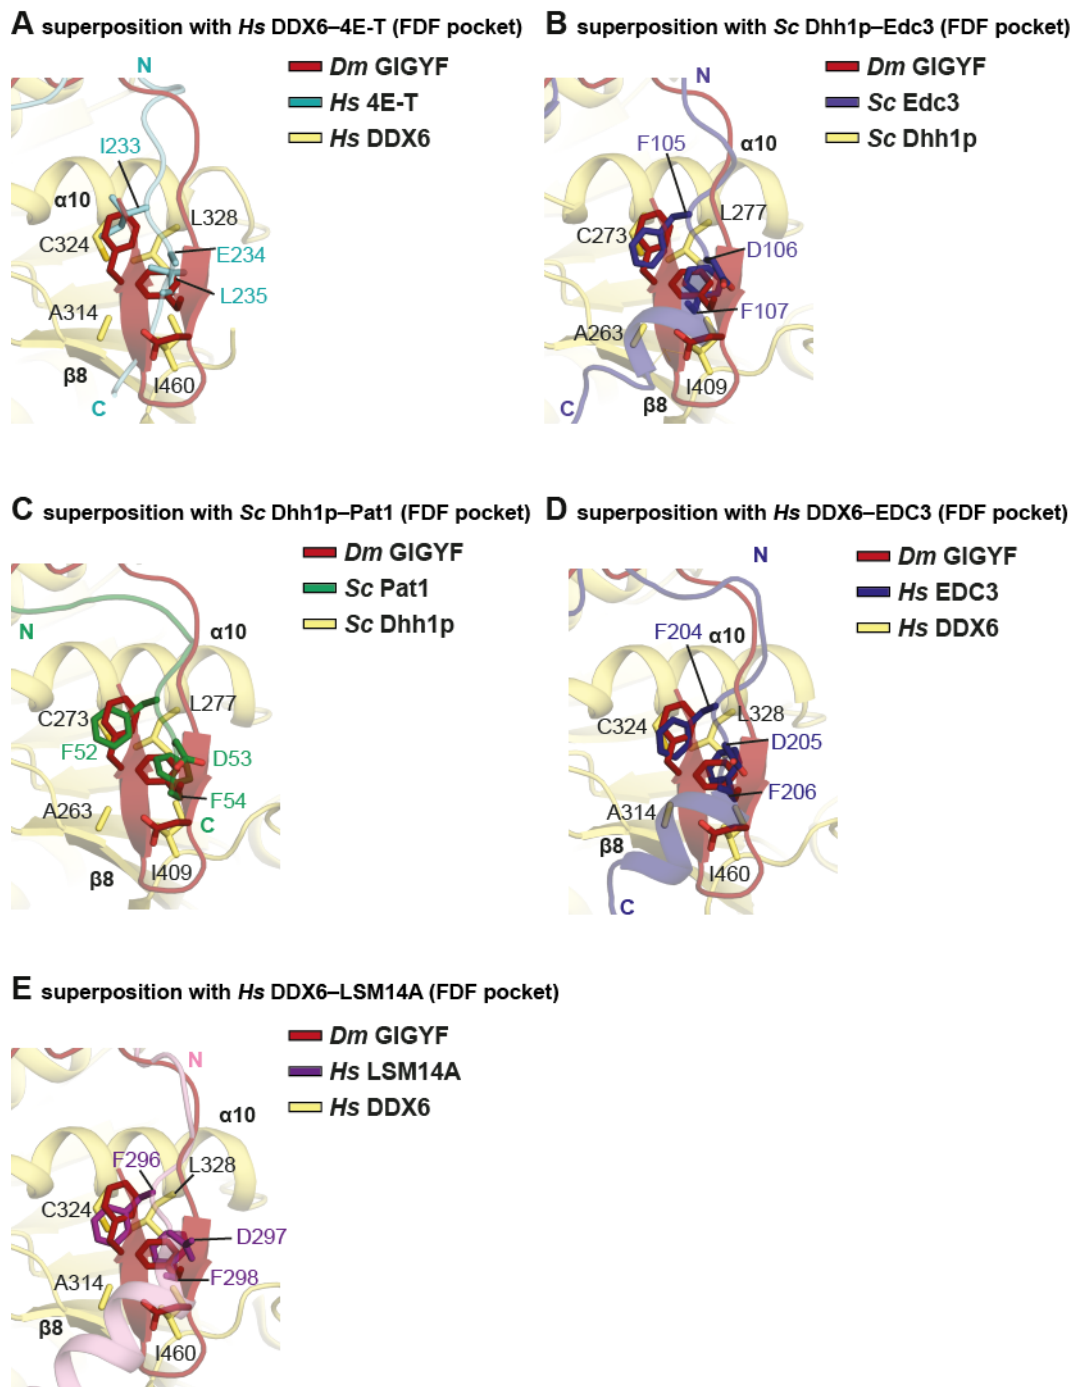 A superposition with Hs DDX6–4E-T (FDF pocket)
N
Dm GIGYF
Hs 4E-T
Hs DDX6
I233
α10
L328
C324
E234
L235
A314
β8
I460
C
B superposition with Sc Dhh1p–Edc3 (FDF pocket)
N
Dm GIGYF
Sc Edc3
Sc Dhh1p
F105
α10
L277
C273
D106
F107
A263
I409
C
β8
C superposition with Sc Dhh1p–Pat1 (FDF pocket)
Dm GIGYF
Sc Pat1
Sc Dhh1p
N
α10
L277
C273
F52
D53
F54
A263
C
I409
β8
D superposition with Hs DDX6–EDC3 (FDF pocket)
N
Dm GIGYF
Hs EDC3
Hs DDX6
F204
α10
L328
C324
D205
F206
A314
β8
I460
C
E superposition with Hs DDX6–LSM14A (FDF pocket)
Dm GIGYF
Hs LSM14A
Hs DDX6
N
α10
F296
L328
C324
D297
F298
A314
β8
I460